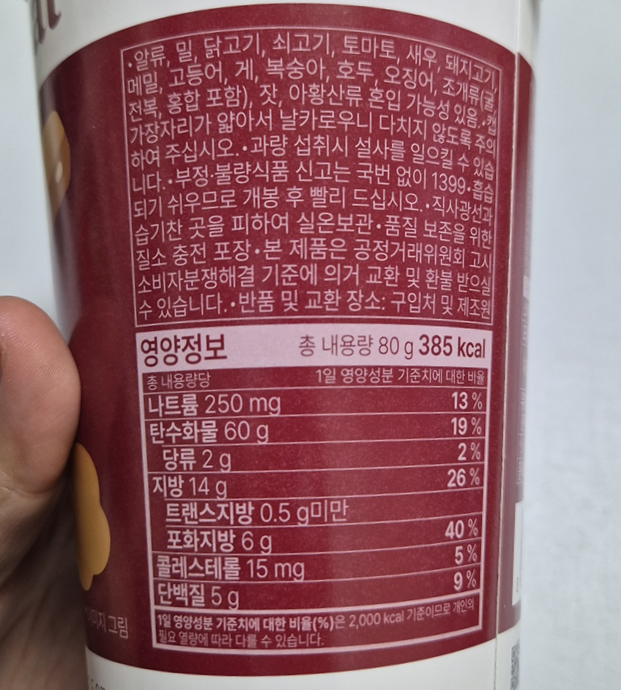 •알류, 밀, 닭고기, 쇠고기, 토마토, 새우, 돼지고기,
메밀, 고등어, 게, 복숭아, 호두, 오징어, 조개류(굴,
전복, 홍합 포함), 잣, 아황산류 혼입 가능성 있음.•캡
가장자리가 얇아서 날카로우니 다치지 않도록 주의
하여 주십시오.•과량 섭취시 설사를 일으킬 수 있습
니다.•부정·불량식품 신고는 국번 없이 1399•흡습
되기 쉬우므로 개봉 후 빨리 드십시오.•직사광선과
습기찬 곳을 피하여 실온보관•품질 보존을 위한
질소 충전 포장•본 제품은 공정거래위원회 고시
소비자분쟁해결 기준에 의거 교환 및 환불 받으실
수 있습니다.•반품 및 교환 장소: 구입처 및 제조원
영양정보 총 내용량 80 g 385 kcal
총 내용량당 1일 영양성분 기준치에 대한 비율
나트륨 250 mg 13 %
탄수화물 60 g 19 %
당류 2 g 2 %
지방 14 g 26 %
트랜스지방 0.5 g미만
포화지방 6 g 40 %
콜레스테롤 15 mg 5 %
단백질 5 g 9 %
1일 영양성분 기준치에 대한 비율(%)은 2,000 kcal 기준이므로 개인의
필요 열량에 따라 다를 수 있습니다.
그림